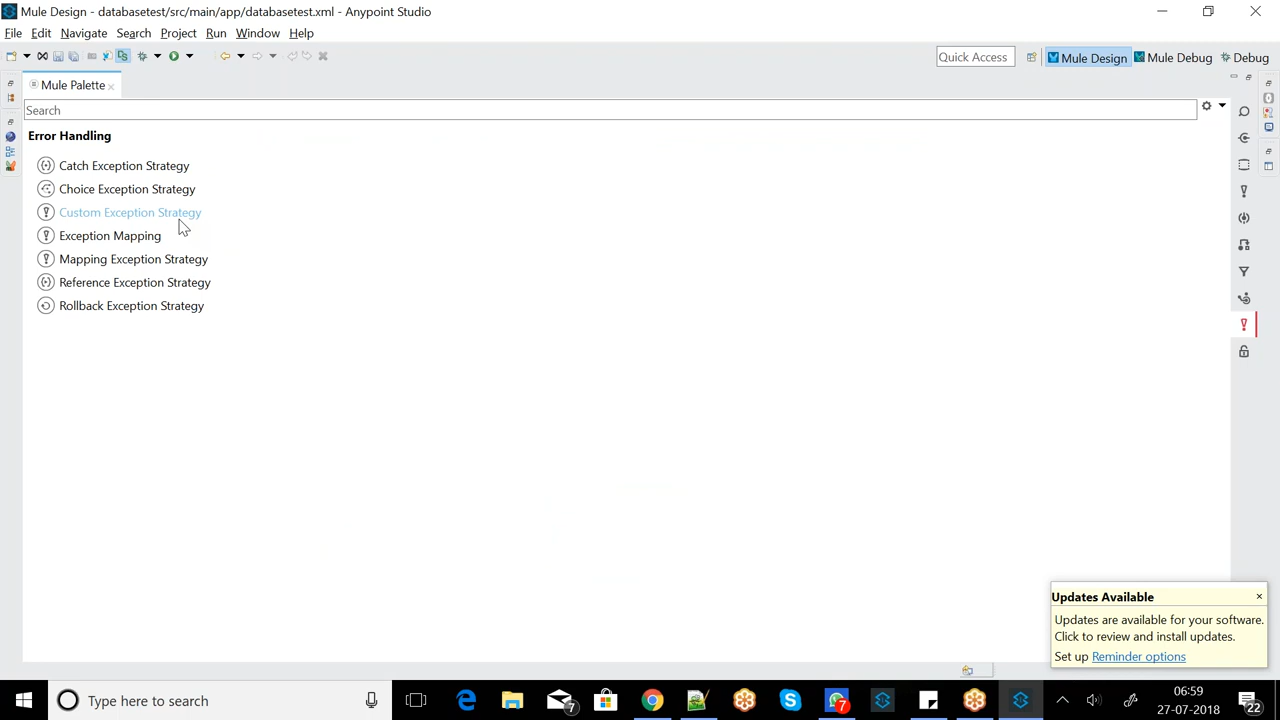 Mule Design - databasetest/src/main/app/databasetest.xml - Anypoint Studio
File Edit Navigate Search Project Run Window Help
Quick Access
Mule Design
Mule Debug
Debug
Mule Palette
Search
Error Handling
Catch Exception Strategy
Choice Exception Strategy
Custom Exception Strategy
Exception Mapping
Mapping Exception Strategy
Reference Exception Strategy
Rollback Exception Strategy
Updates Available
Updates are available for your software.
Click to review and install updates.
Set up Reminder options
Type here to search
7
7
06:59
27-07-2018
22